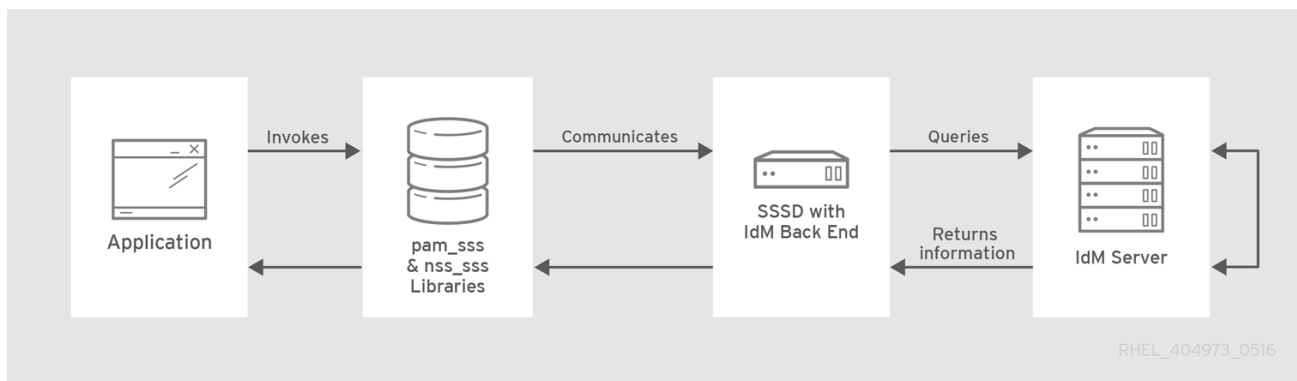 Invokes
Communicates
Queries
Application
pam_sss
& nss_sss
Libraries
SSSD with
IdM Back End
Returns
information
IdM Server
RHEL_404973_0516